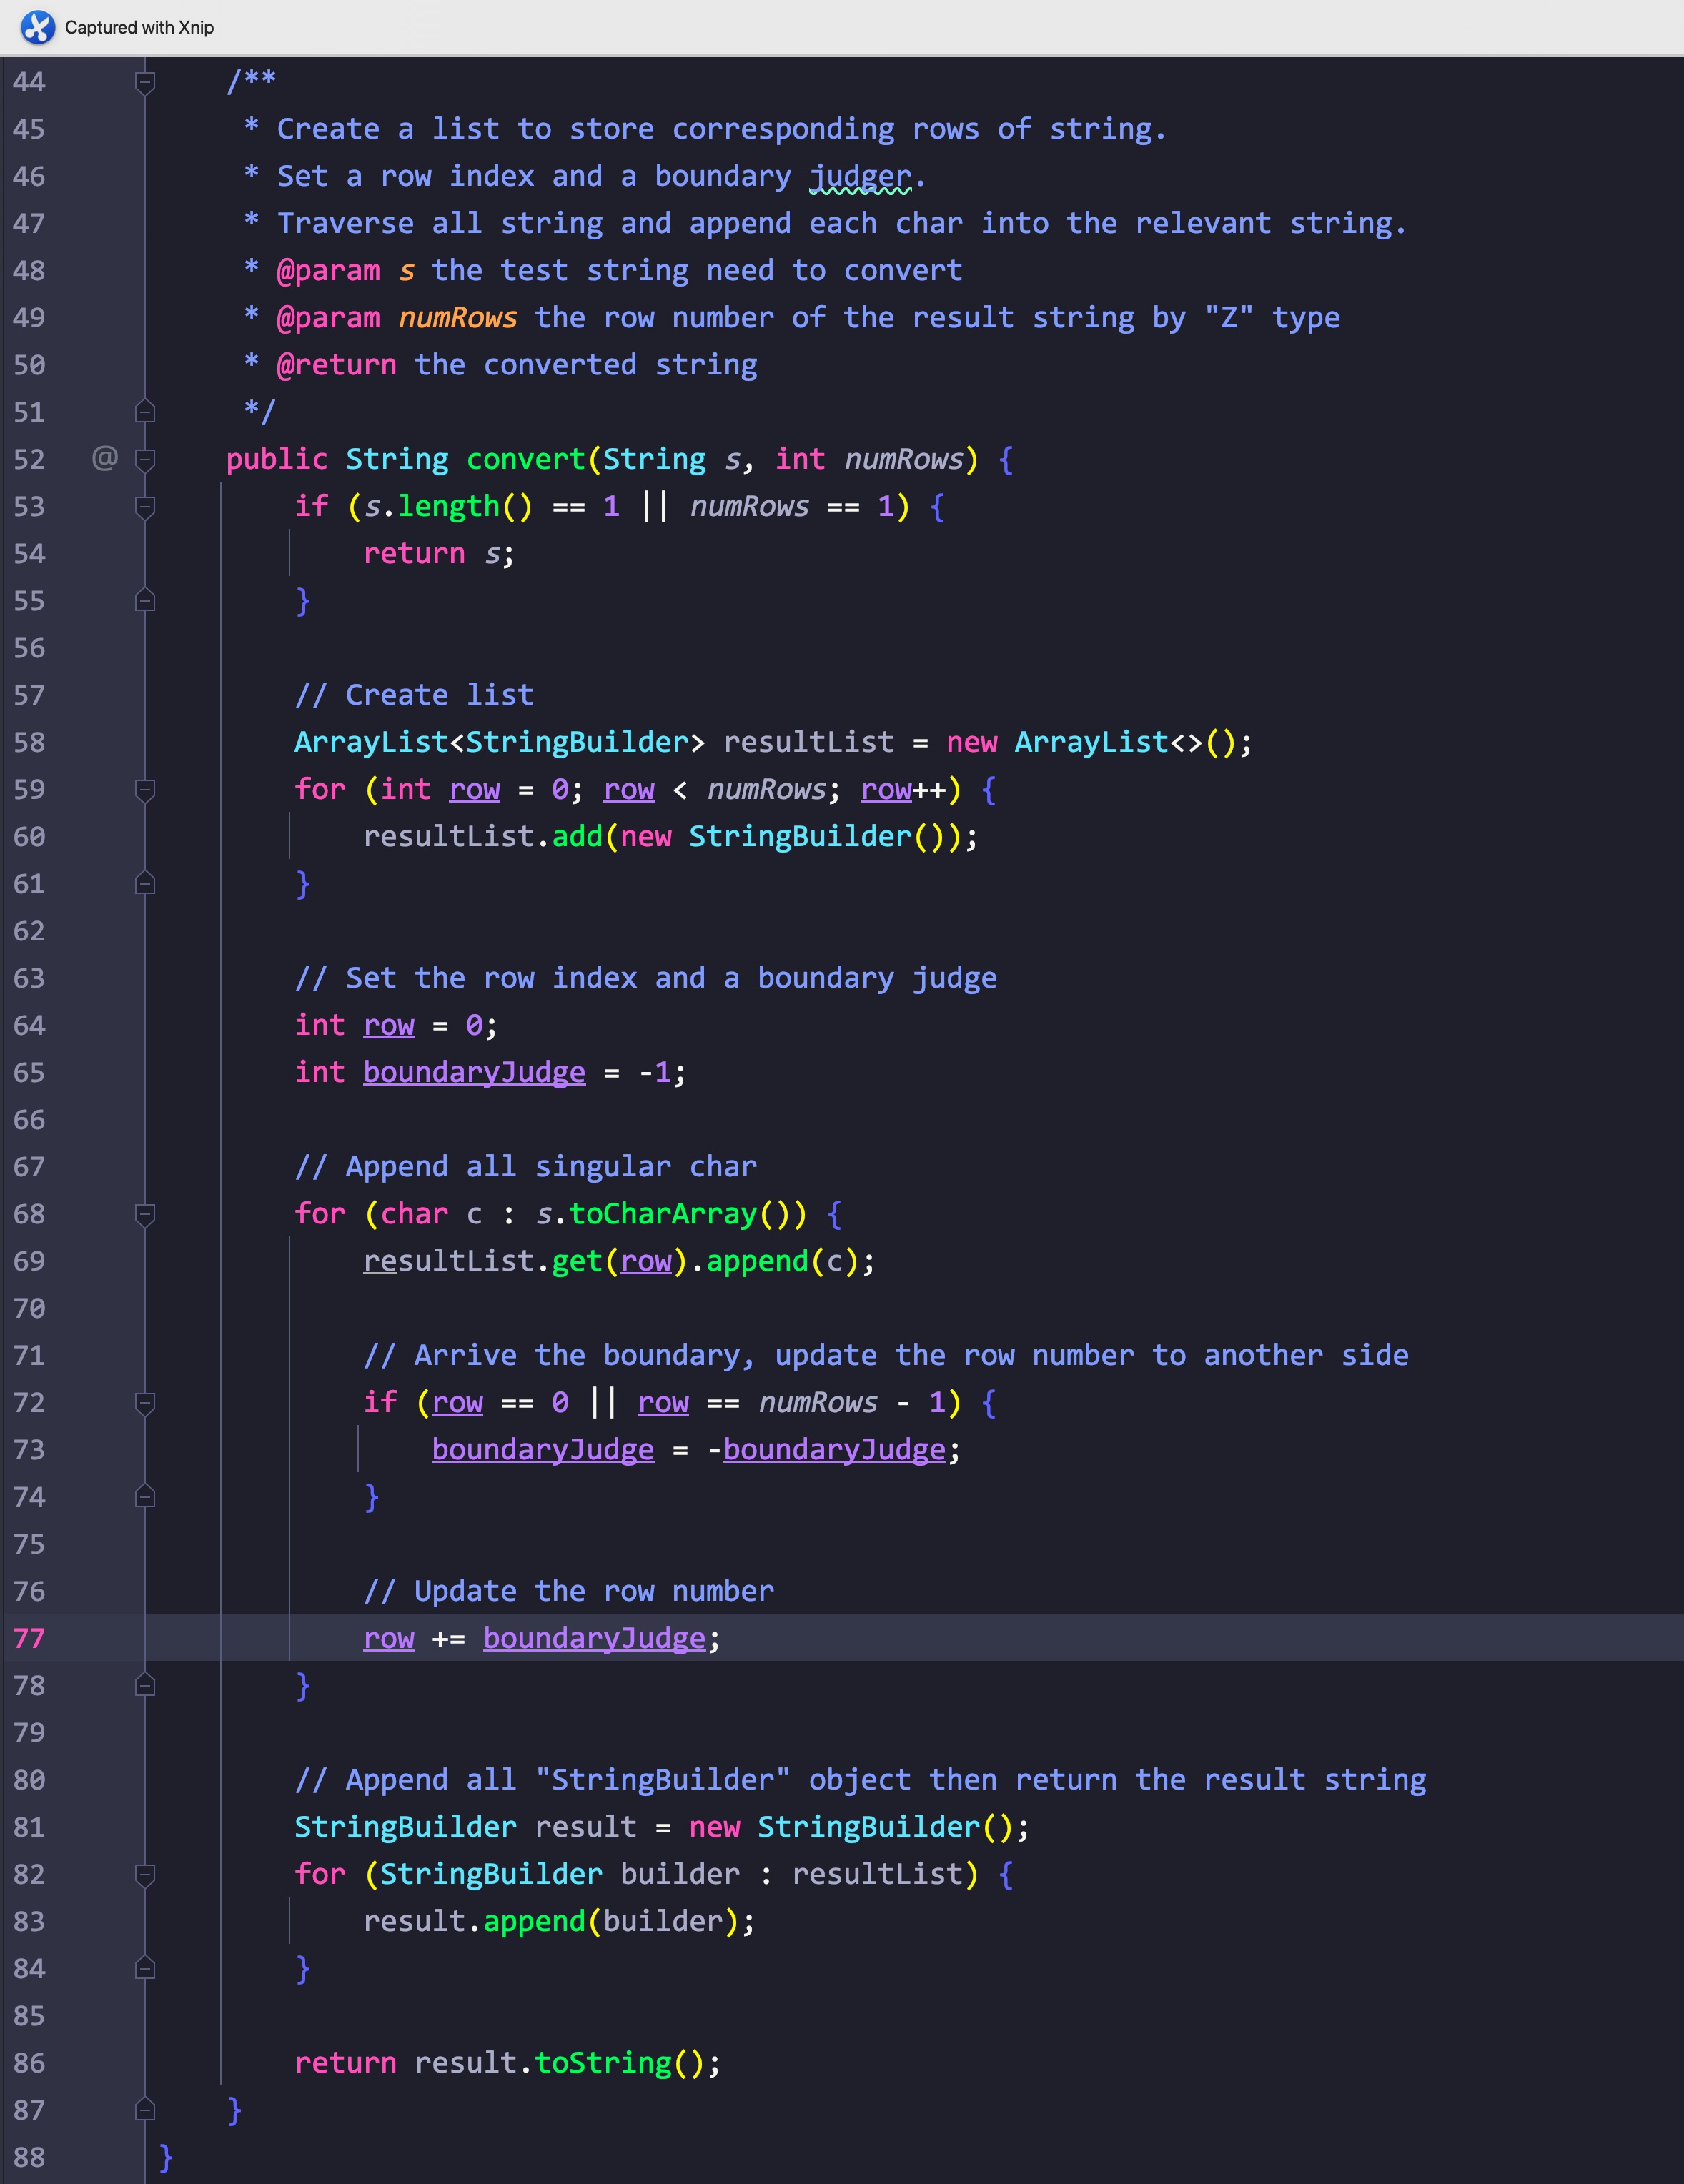 Captured with Xnip
44 /**
45 * Create a list to store corresponding rows of string.
46 * Set a row index and a boundary judger.
47 * Traverse all string and append each char into the relevant string.
48 * @param s the test string need to convert
49 * @param numRows the row number of the result string by "Z" type
50 * @return the converted string
51 */
52 @ public String convert(String s, int numRows) {
53 if (s.length() == 1 || numRows == 1) {
54 return s;
55 }
56
57 // Create list
58 ArrayList<StringBuilder> resultList = new ArrayList<>();
59 for (int row = 0; row < numRows; row++) {
60 resultList.add(new StringBuilder());
61 }
62
63 // Set the row index and a boundary judge
64 int row = 0;
65 int boundaryJudge = -1;
66
67 // Append all singular char
68 for (char c : s.toCharArray()) {
69 resultList.get(row).append(c);
70
71 // Arrive the boundary, update the row number to another side
72 if (row == 0 || row == numRows - 1) {
73 boundaryJudge = -boundaryJudge;
74 }
75
76 // Update the row number
77 row += boundaryJudge;
78 }
79
80 // Append all "StringBuilder" object then return the result string
81 StringBuilder result = new StringBuilder();
82 for (StringBuilder builder : resultList) {
83 result.append(builder);
84 }
85
86 return result.toString();
87 }
88 }